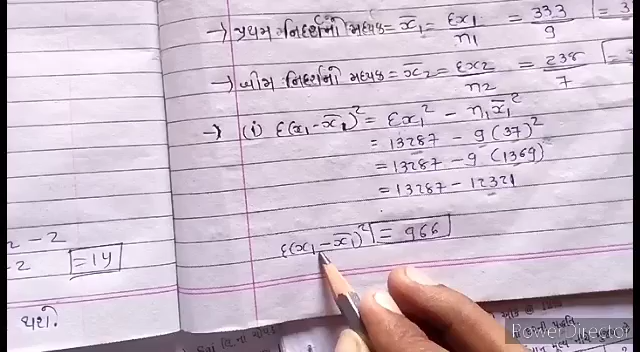 → પ્રથમ નિદર્શનો મધ્યક = x̄₁ = Σx₁/n₁ = 333/9 = 3
→ બીજા નિદર્શનો મધ્યક = x̄₂ = Σx₂/n₂ = 238/7 =
→ (i) Σ(x₁ - x̄₁)² = Σx₁² - n₁x̄₁²
= 13287 - 9(37)²
= 13287 - 9 (1369)
= 13287 - 12321
Σ(x₁ - x̄₁)² = 966
- 2
- 2 = 14
થશે.
PowerDirector